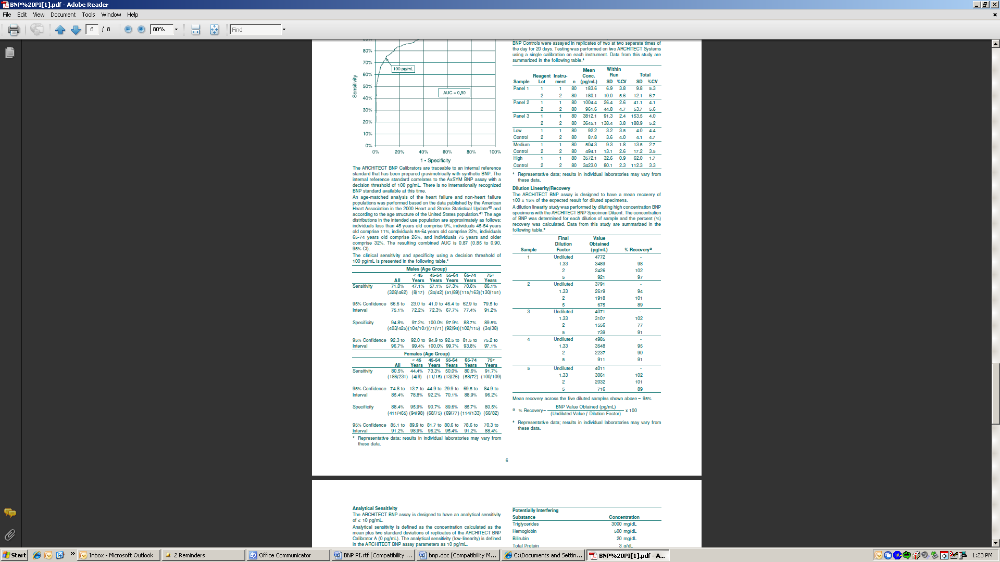 BNP%20PI[1].pdf - Adobe Reader
File Edit View Document Tools Window Help
6 / 8 80% Find
80%
70%
60%
50%
40%
30%
20%
10%
0%
Sensitivity
100 pg/mL
AUC = 0.90
0% 20% 40% 60% 80% 100%
1 - Specificity
The ARCHITECT BNP Calibrators are traceable to an internal reference
standard that has been prepared gravimetrically with synthetic BNP. The
internal reference standard correlates to the AxSYM BNP assay with a
decision threshold of 100 pg/mL. There is no internationally recognized
BNP standard available at this time.
An age-matched analysis of the heart failure and non-heart failure
populations was performed based on the data published by the American
Heart Association in the 2000 Heart and Stroke Statistical Update40 and
according to the age structure of the United States population.41 The age
distributions in the intended use population are approximately as follows:
individuals less than 45 years old comprise 9%, individuals 45-54 years
old comprise 11%, individuals 55-64 years old comprise 22%, individuals
65-74 years old comprise 26%, and individuals 75 years and older
comprise 32%. The resulting combined AUC is 0.87 (0.85 to 0.90,
95% CI).
The clinical sensitivity and specificity using a decision threshold of
100 pg/mL is presented in the following table.*
Males (Age Group)
< 45 45-54 55-64 65-74 75+
All Years Years Years Years Years
Sensitivity 71.0% 47.1% 57.1% 57.3% 70.6% 86.1%
(328/462) (8/17) (24/42) (51/89) (115/163) (130/151)
95% Confidence 66.6 to 23.0 to 41.0 to 46.4 to 62.9 to 79.5 to
Interval 75.1% 72.2% 72.3% 67.7% 77.4% 91.2%
Specificity 94.8% 97.2% 100.0% 97.9% 88.7% 89.5%
(403/425) (104/107) (71/71) (92/94) (102/115) (34/38)
95% Confidence 92.3 to 92.0 to 94.9 to 92.5 to 81.5 to 75.2 to
Interval 96.7% 99.4% 100.0% 99.7% 93.8% 97.1%
Females (Age Group)
< 45 45-54 55-64 65-74 75+
All Years Years Years Years Years
Sensitivity 80.5% 44.4% 73.3% 50.0% 80.6% 91.7%
(186/231) (4/9) (11/15) (13/26) (58/72) (100/109)
95% Confidence 74.8 to 13.7 to 44.9 to 29.9 to 69.5 to 84.9 to
Interval 85.4% 78.8% 92.2% 70.1% 88.9% 96.2%
Specificity 88.4% 95.9% 90.7% 89.6% 85.7% 80.5%
(411/465) (94/98) (68/75) (69/77) (114/133) (66/82)
95% Confidence 85.1 to 89.9 to 81.7 to 80.6 to 78.6 to 70.3 to
Interval 91.2% 98.9% 96.2% 95.4% 91.2% 88.4%
* Representative data; results in individual laboratories may vary from
these data.
BNP Controls were assayed in replicates of two at two separate times of
the day for 20 days. Testing was performed on two ARCHITECT Systems
using a single calibration on each instrument. Data from this study are
summarized in the following table.*
Mean Within
Reagent Instru- Conc. Run Total
Sample Lot ment n (pg/mL) SD %CV SD %CV
Panel 1 1 1 80 183.6 6.9 3.8 9.8 5.3
2 2 80 180.1 10.0 5.6 12.1 6.7
Panel 2 1 1 80 1004.4 26.4 2.6 41.1 4.1
2 2 80 961.6 44.8 4.7 53.7 5.6
Panel 3 1 1 80 3812.1 91.3 2.4 153.5 4.0
2 2 80 3645.1 138.4 3.8 188.9 5.2
Low 1 1 80 92.2 3.2 3.5 4.0 4.4
Control 2 2 80 87.8 3.6 4.0 4.1 4.7
Medium 1 1 80 504.3 9.3 1.8 13.5 2.7
Control 2 2 80 494.1 13.1 2.6 17.2 3.5
High 1 1 80 3572.1 32.6 0.9 62.0 1.7
Control 2 2 80 3423.0 80.1 2.3 112.3 3.3
* Representative data; results in individual laboratories may vary from
these data.
Dilution Linearity/Recovery
The ARCHITECT BNP assay is designed to have a mean recovery of
100 ± 15% of the expected result for diluted specimens.
A dilution linearity study was performed by diluting high concentration BNP
specimens with the ARCHITECT BNP Specimen Diluent. The concentration
of BNP was determined for each dilution of sample and the percent (%)
recovery was calculated. Data from this study are summarized in the
following table.*
Final Value
Dilution Obtained
Sample Factor (pg/mL) % Recoverya
1 Undiluted 4772 -
1.33 3489 98
2 2426 102
5 921 97
2 Undiluted 3791 -
1.33 2679 94
2 1918 101
5 675 89
3 Undiluted 4071 -
1.33 3107 102
2 1556 77
5 739 91
4 Undiluted 4985 -
1.33 3548 95
2 2237 90
5 911 91
5 Undiluted 4011 -
1.33 3061 102
2 2032 101
5 716 89
Mean recovery across the five diluted samples shown above = 95%
a % Recovery= BNP Value Obtained (pg/mL) x 100
(Undiluted Value / Dilution Factor)
* Representative data; results in individual laboratories may vary from
these data.
6
Analytical Sensitivity
The ARCHITECT BNP assay is designed to have an analytical sensitivity
of ≤ 10 pg/mL.
Analytical sensitivity is defined as the concentration calculated as the
mean plus two standard deviations of replicates of the ARCHITECT BNP
Calibrator A (0 pg/mL). The analytical sensitivity (low-linearity) is defined
in the ARCHITECT BNP assay parameters as 10 pg/mL.
Potentially Interfering
Substance Concentration
Triglycerides 3000 mg/dL
Hemoglobin 500 mg/dL
Bilirubin 20 mg/dL
Total Protein 3 g/dL
Start » Inbox - Microsoft Outlook 2 Reminders Office Communicator BNP PI.rtf [Compatibility ... bnp.doc [Compatibility M... C:\Documents and Settin... BNP%20PI[1].pdf - A... 1:23 PM